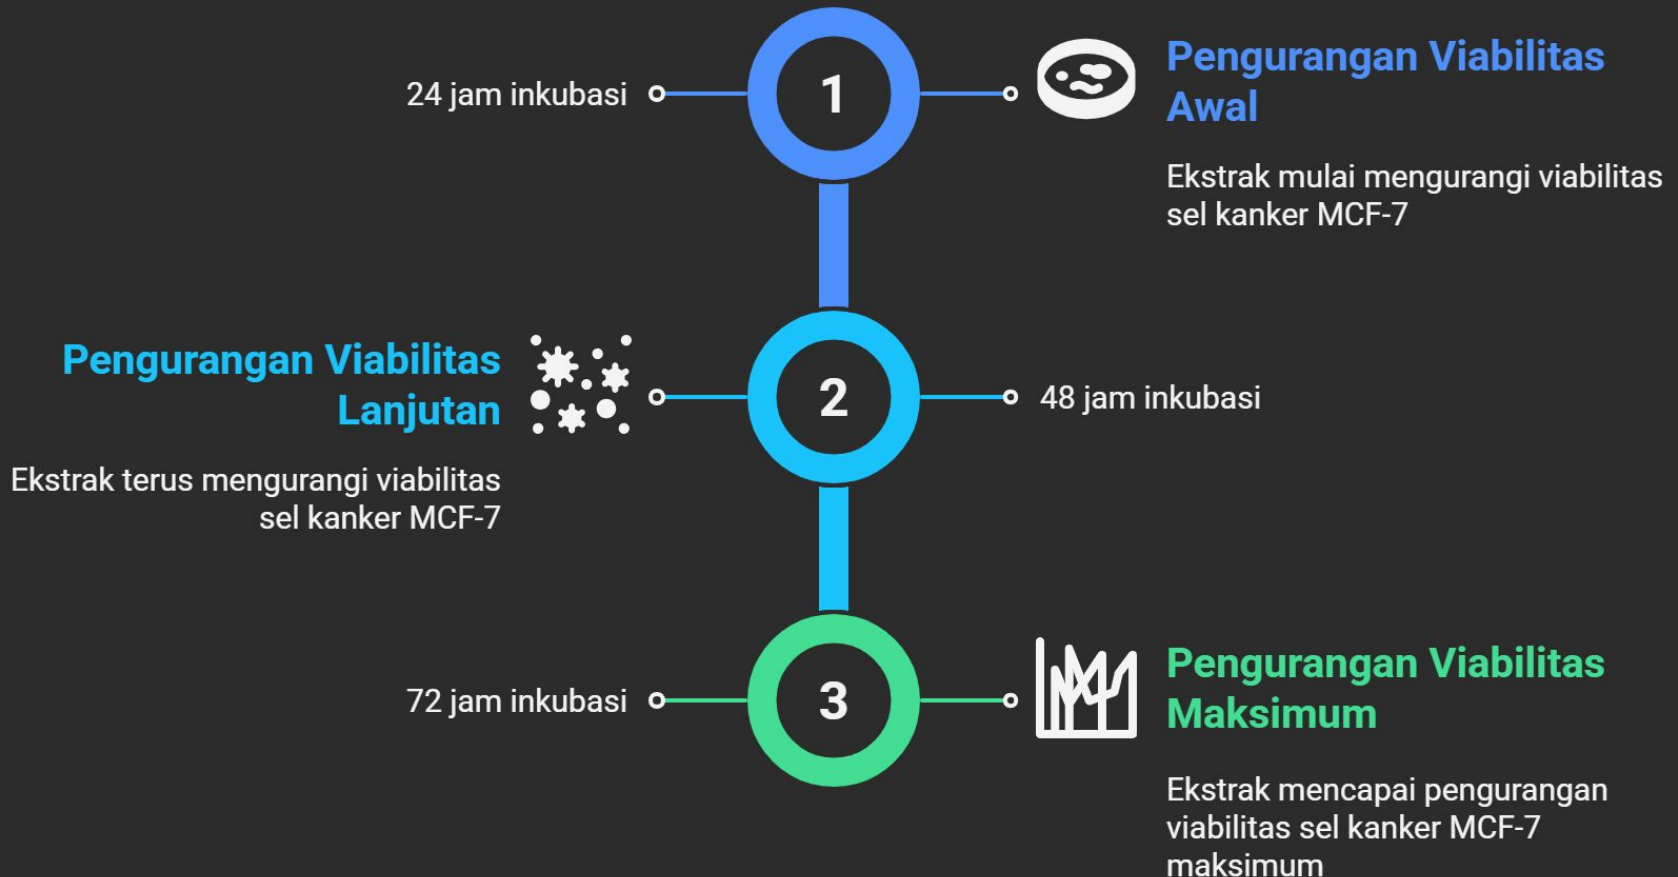 24 jam inkubasi
1
Pengurangan Viabilitas
Awal
Ekstrak mulai mengurangi viabilitas
sel kanker MCF-7
Pengurangan Viabilitas
Lanjutan
Ekstrak terus mengurangi viabilitas
sel kanker MCF-7
2
48 jam inkubasi
72 jam inkubasi
3
Pengurangan Viabilitas
Maksimum
Ekstrak mencapai pengurangan
viabilitas sel kanker MCF-7
maksimum